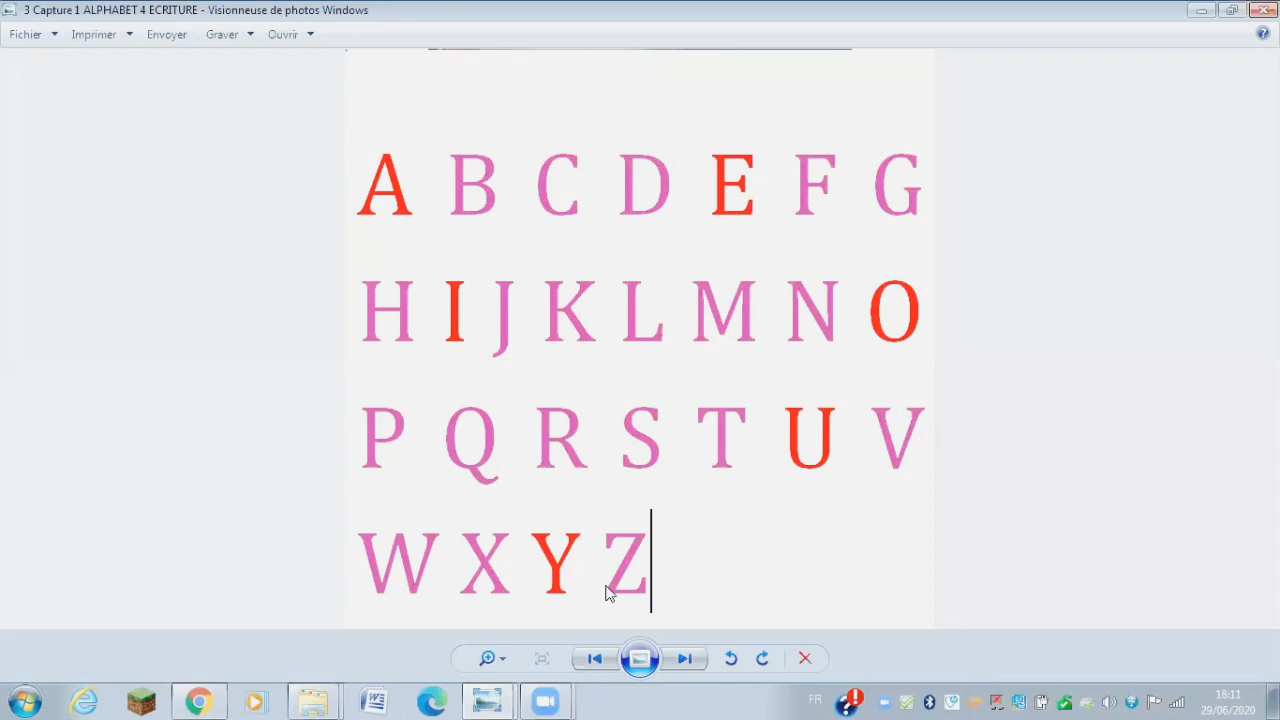 3 Capture 1 ALPHABET 4 ECRITURE - Visionneuse de photos Windows
Fichier Imprimer Envoyer Graver Ouvrir
A B C D E F G
H I J K L M N O
P Q R S T U V
W X Y Z
FR
18:11
29/06/2020